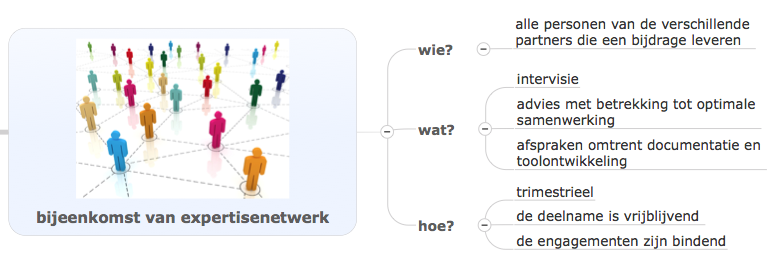 bijeenkomst van expertisenetwerk
wie?
alle personen van de verschillende
partners die een bijdrage leveren
wat?
intervisie
advies met betrekking tot optimale
samenwerking
afspraken omtrent documentatie en
toolontwikkeling
hoe?
trimestrieel
de deelname is vrijblijvend
de engagementen zijn bindend